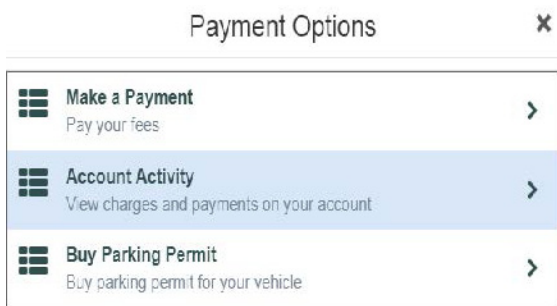 Payment Options
Make a Payment
Pay your fees
Account Activity
View charges and payments on your account
Buy Parking Permit
Buy parking permit for your vehicle